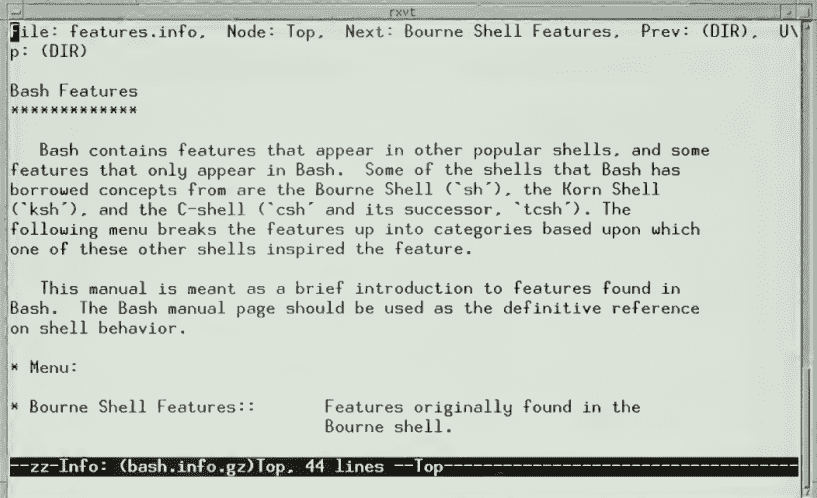 rxvt
File: features.info,  Node: Top,  Next: Bourne Shell Features,  Prev: (DIR),  U\
p: (DIR)
Bash Features
*************
   Bash contains features that appear in other popular shells, and some
features that only appear in Bash.  Some of the shells that Bash has
borrowed concepts from are the Bourne Shell (`sh´), the Korn Shell
(`ksh´), and the C-shell (`csh´ and its successor, `tcsh´). The
following menu breaks the features up into categories based upon which
one of these other shells inspired the feature.
   This manual is meant as a brief introduction to features found in
Bash.  The Bash manual page should be used as the definitive reference
on shell behavior.
* Menu:
* Bourne Shell Features::       Features originally found in the
                                Bourne shell.
--zz-Info: (bash.info.gz)Top, 44 lines --Top------------------------------------